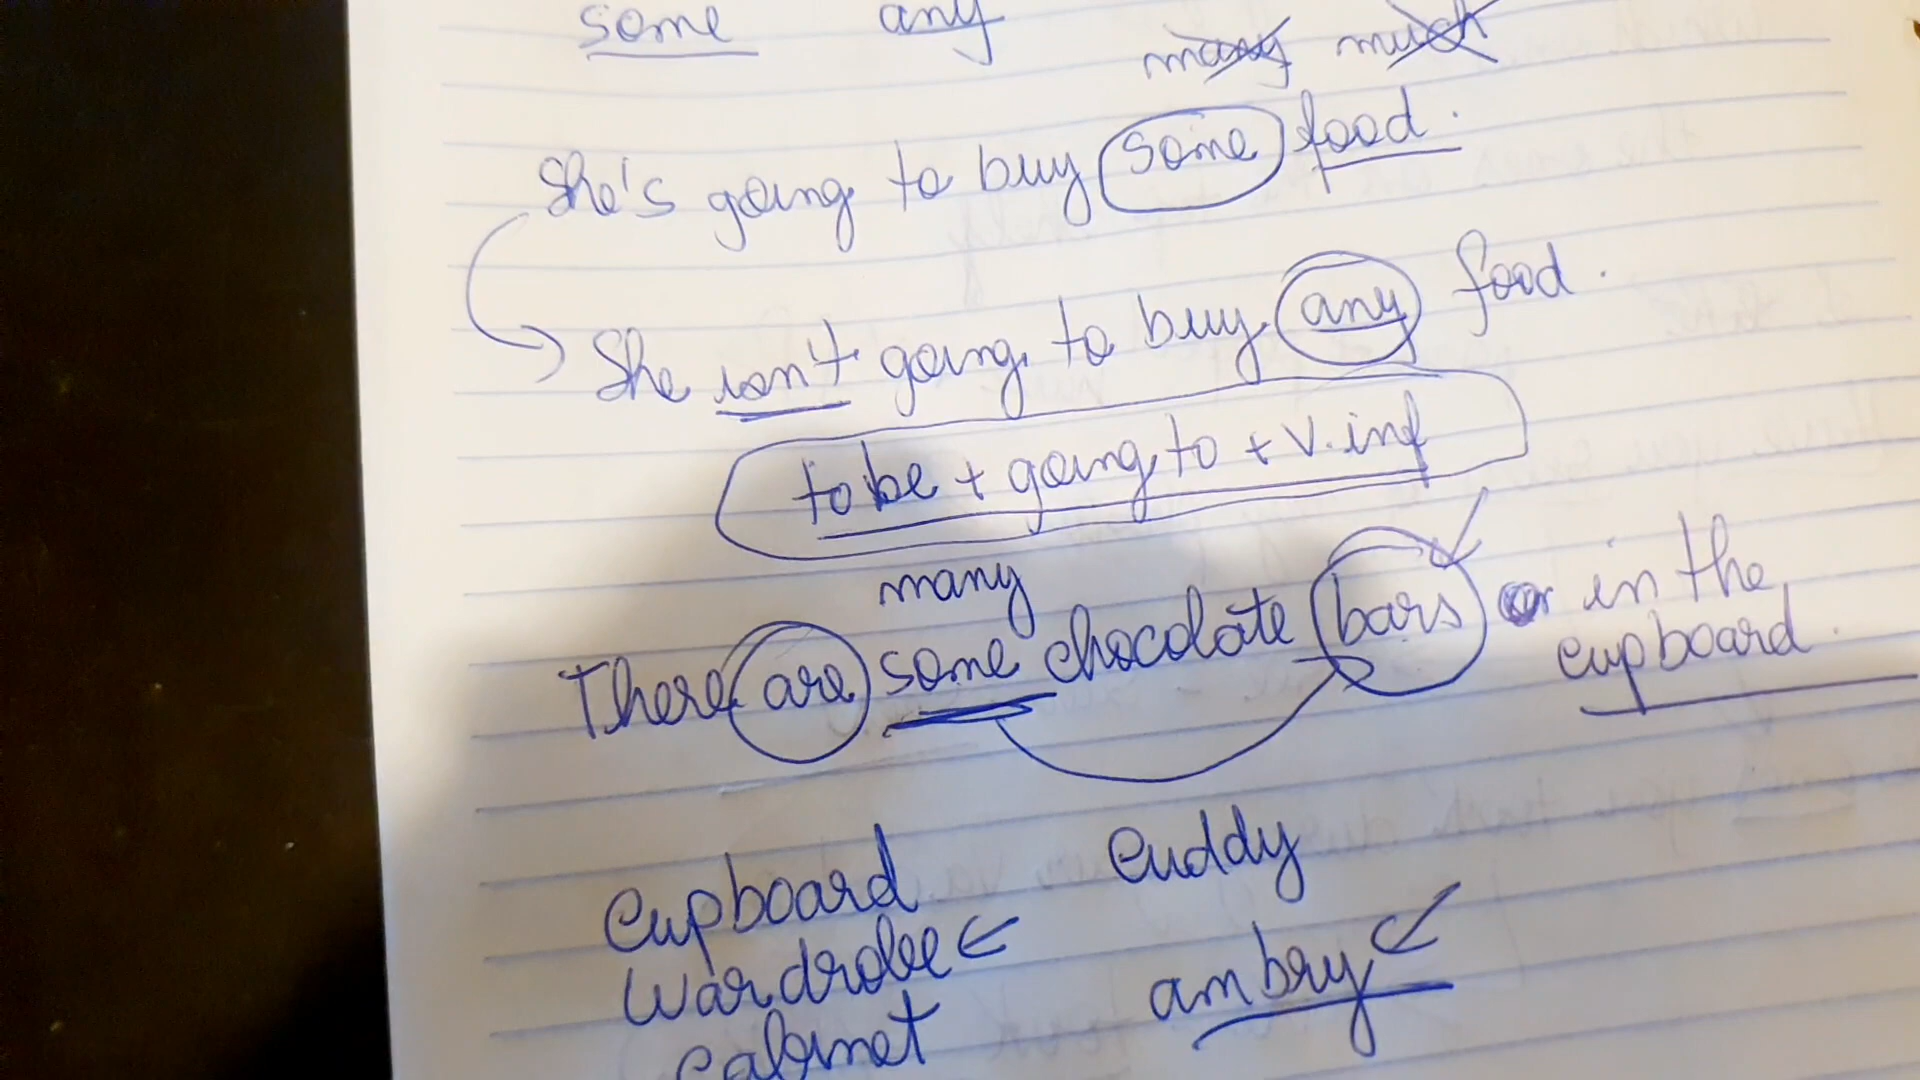 some any
many much
She's going to buy some food.
She isn't going to buy any food.
to be + going to + V. inf
many
There are some chocolate bars in the
cupboard.
Cupboard Cuddy
Wardrobe
ambry
Cabinet